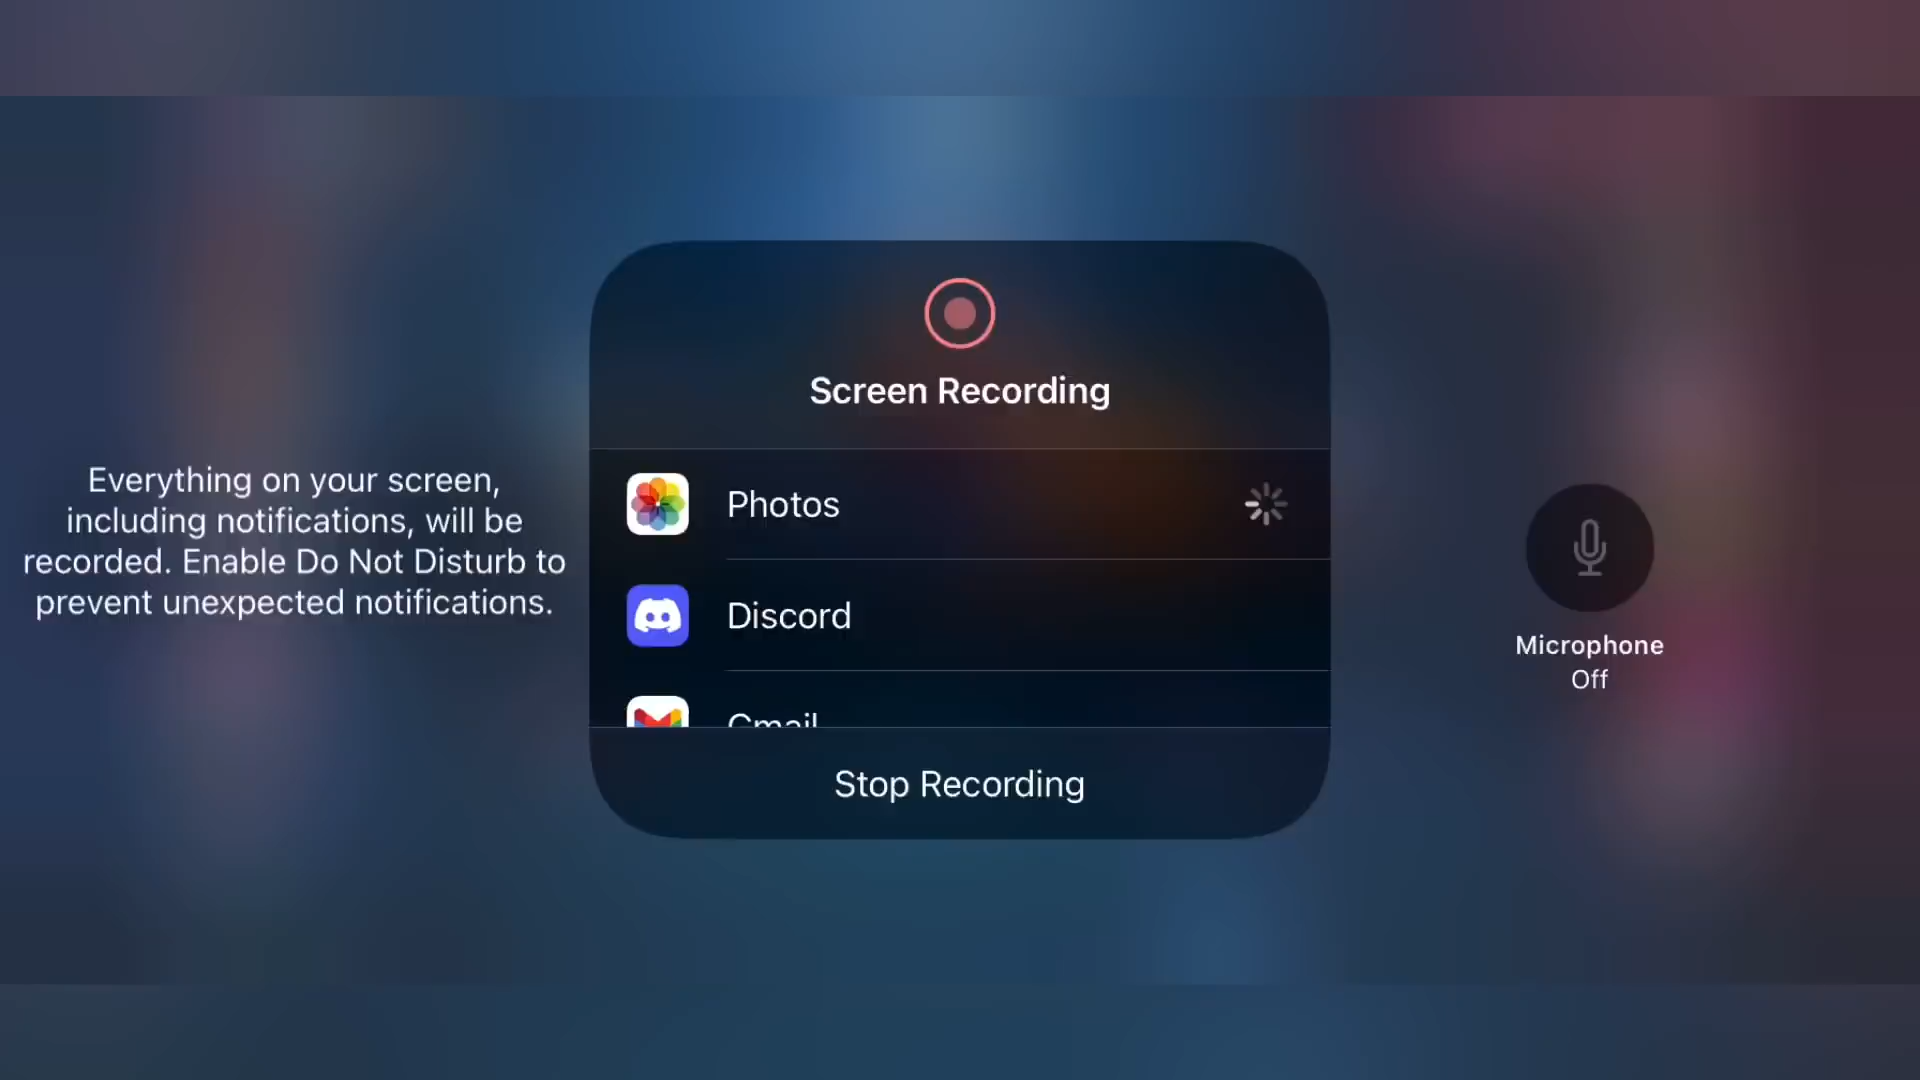 Everything on your screen,
including notifications, will be
recorded. Enable Do Not Disturb to
prevent unexpected notifications.
Screen Recording
Photos
Discord
Gmail
Stop Recording
Microphone
Off